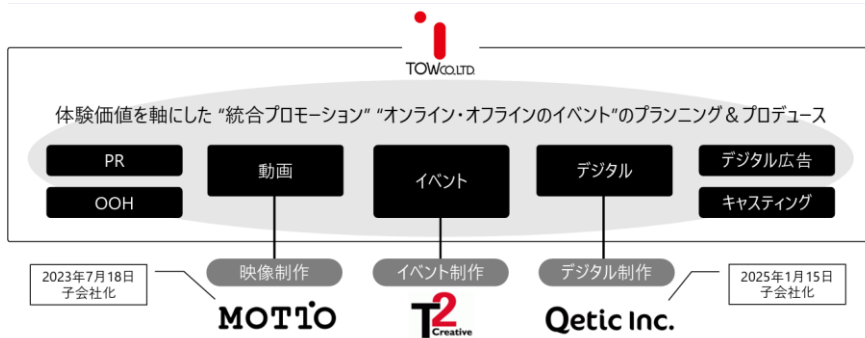 TOW CO.,LTD.
体験価値を軸にした “統合プロモーション” “オンライン・オフラインのイベント”のプランニング＆プロデュース
PR
動画
イベント
デジタル
デジタル広告
OOH
キャスティング
2023年7月18日
子会社化
映像制作
イベント制作
デジタル制作
2025年1月15日
子会社化
MOTTO
T2
Creative
Qetic Inc.